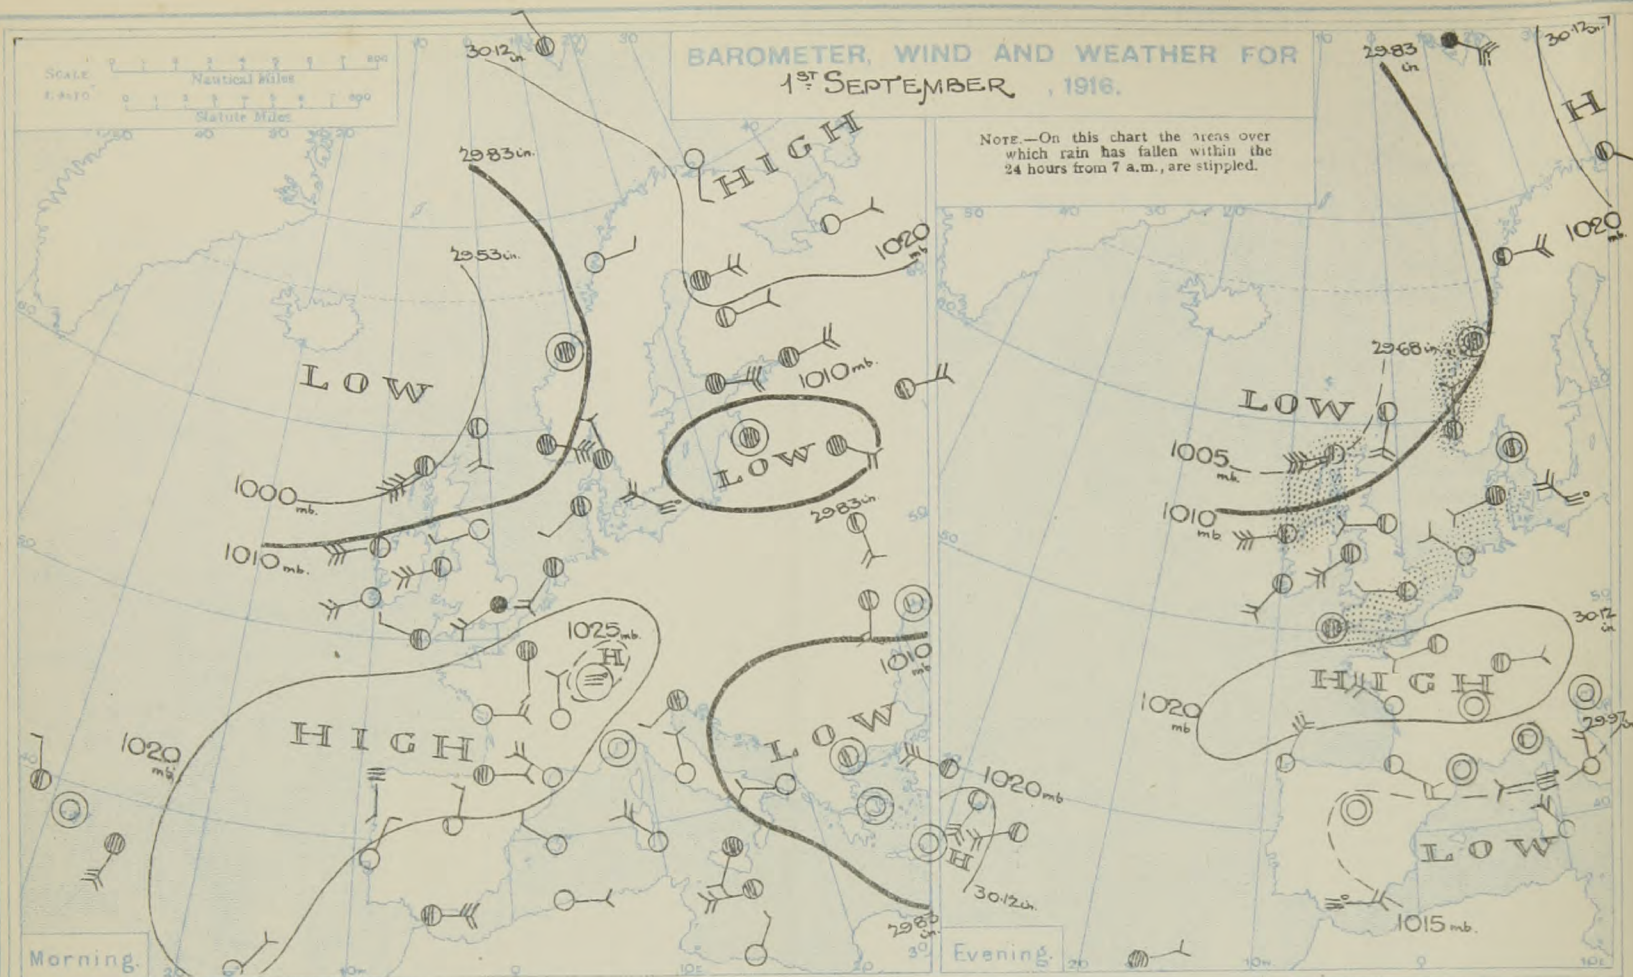 BAROMETER, WIND AND WEATHER FOR
1ST SEPTEMBER, 1916.
NOTE.—On this chart the areas over
which rain has fallen within the
24 hours from 7 a.m., are stippled.
SCALE
Nautical Miles
Statute Miles
30·12 in.
29·83 in.
29·53 in.
HIGH
1020 mb.
LOW
1010 mb.
LOW
29·83 in
1000 mb.
1010 mb.
1025 mb.
H
1010 mb
HIGH
1020 mb.
LOW
1020 mb
H
30·12 in.
29·83 in.
Morning.
29·83 in
30·12 in.
H
1020 mb.
29·68 in.
LOW
1005 mb.
1010 mb.
30·12 in
HIGH
1020 mb
29·97 in
LOW
1015 mb.
Evening.